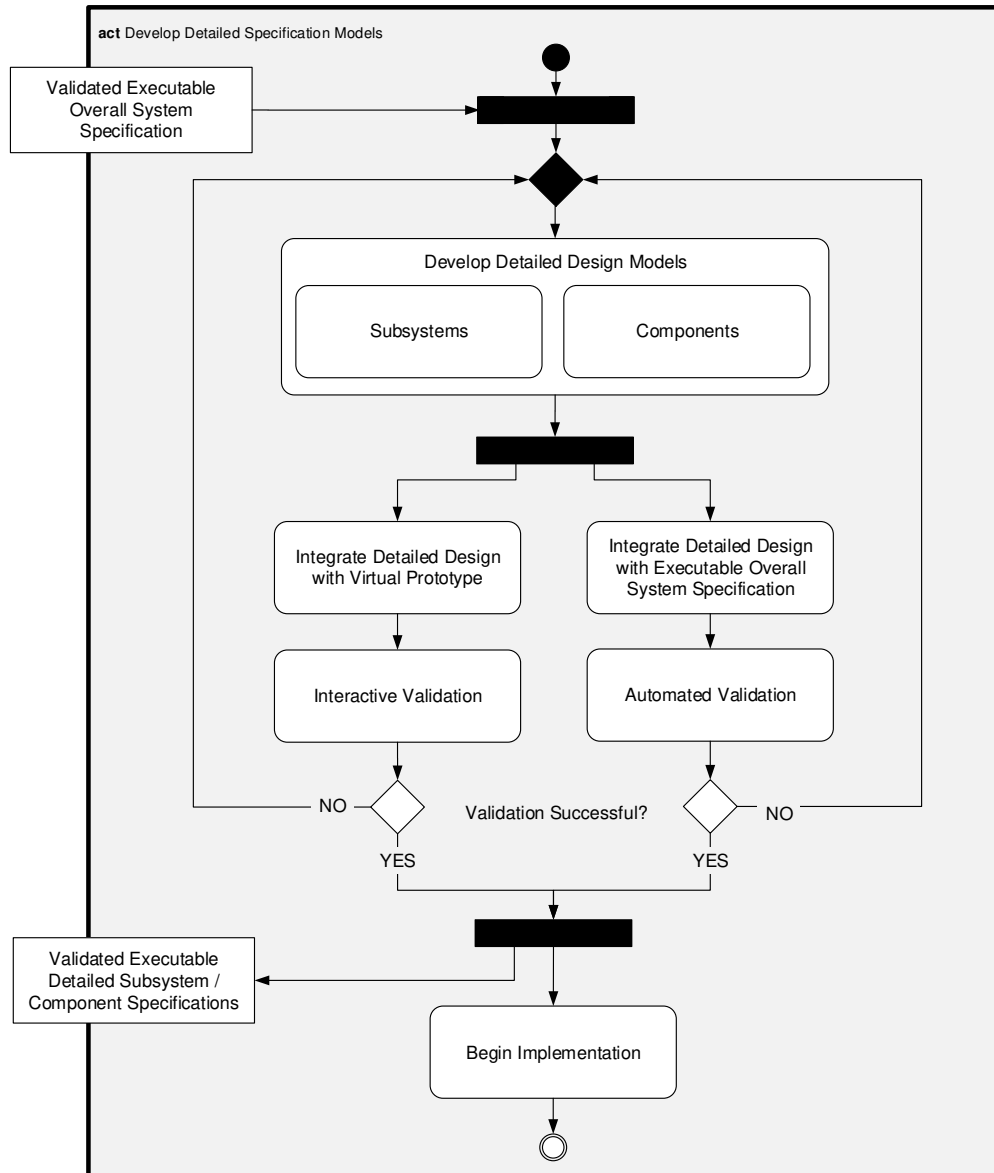 act Develop Detailed Specification Models
Validated Executable
Overall System
Specification
Develop Detailed Design Models
Subsystems
Components
Integrate Detailed Design
with Virtual Prototype
Integrate Detailed Design
with Executable Overall
System Specification
Interactive Validation
Automated Validation
NO
Validation Successful?
NO
YES
YES
Validated Executable
Detailed Subsystem /
Component Specifications
Begin Implementation